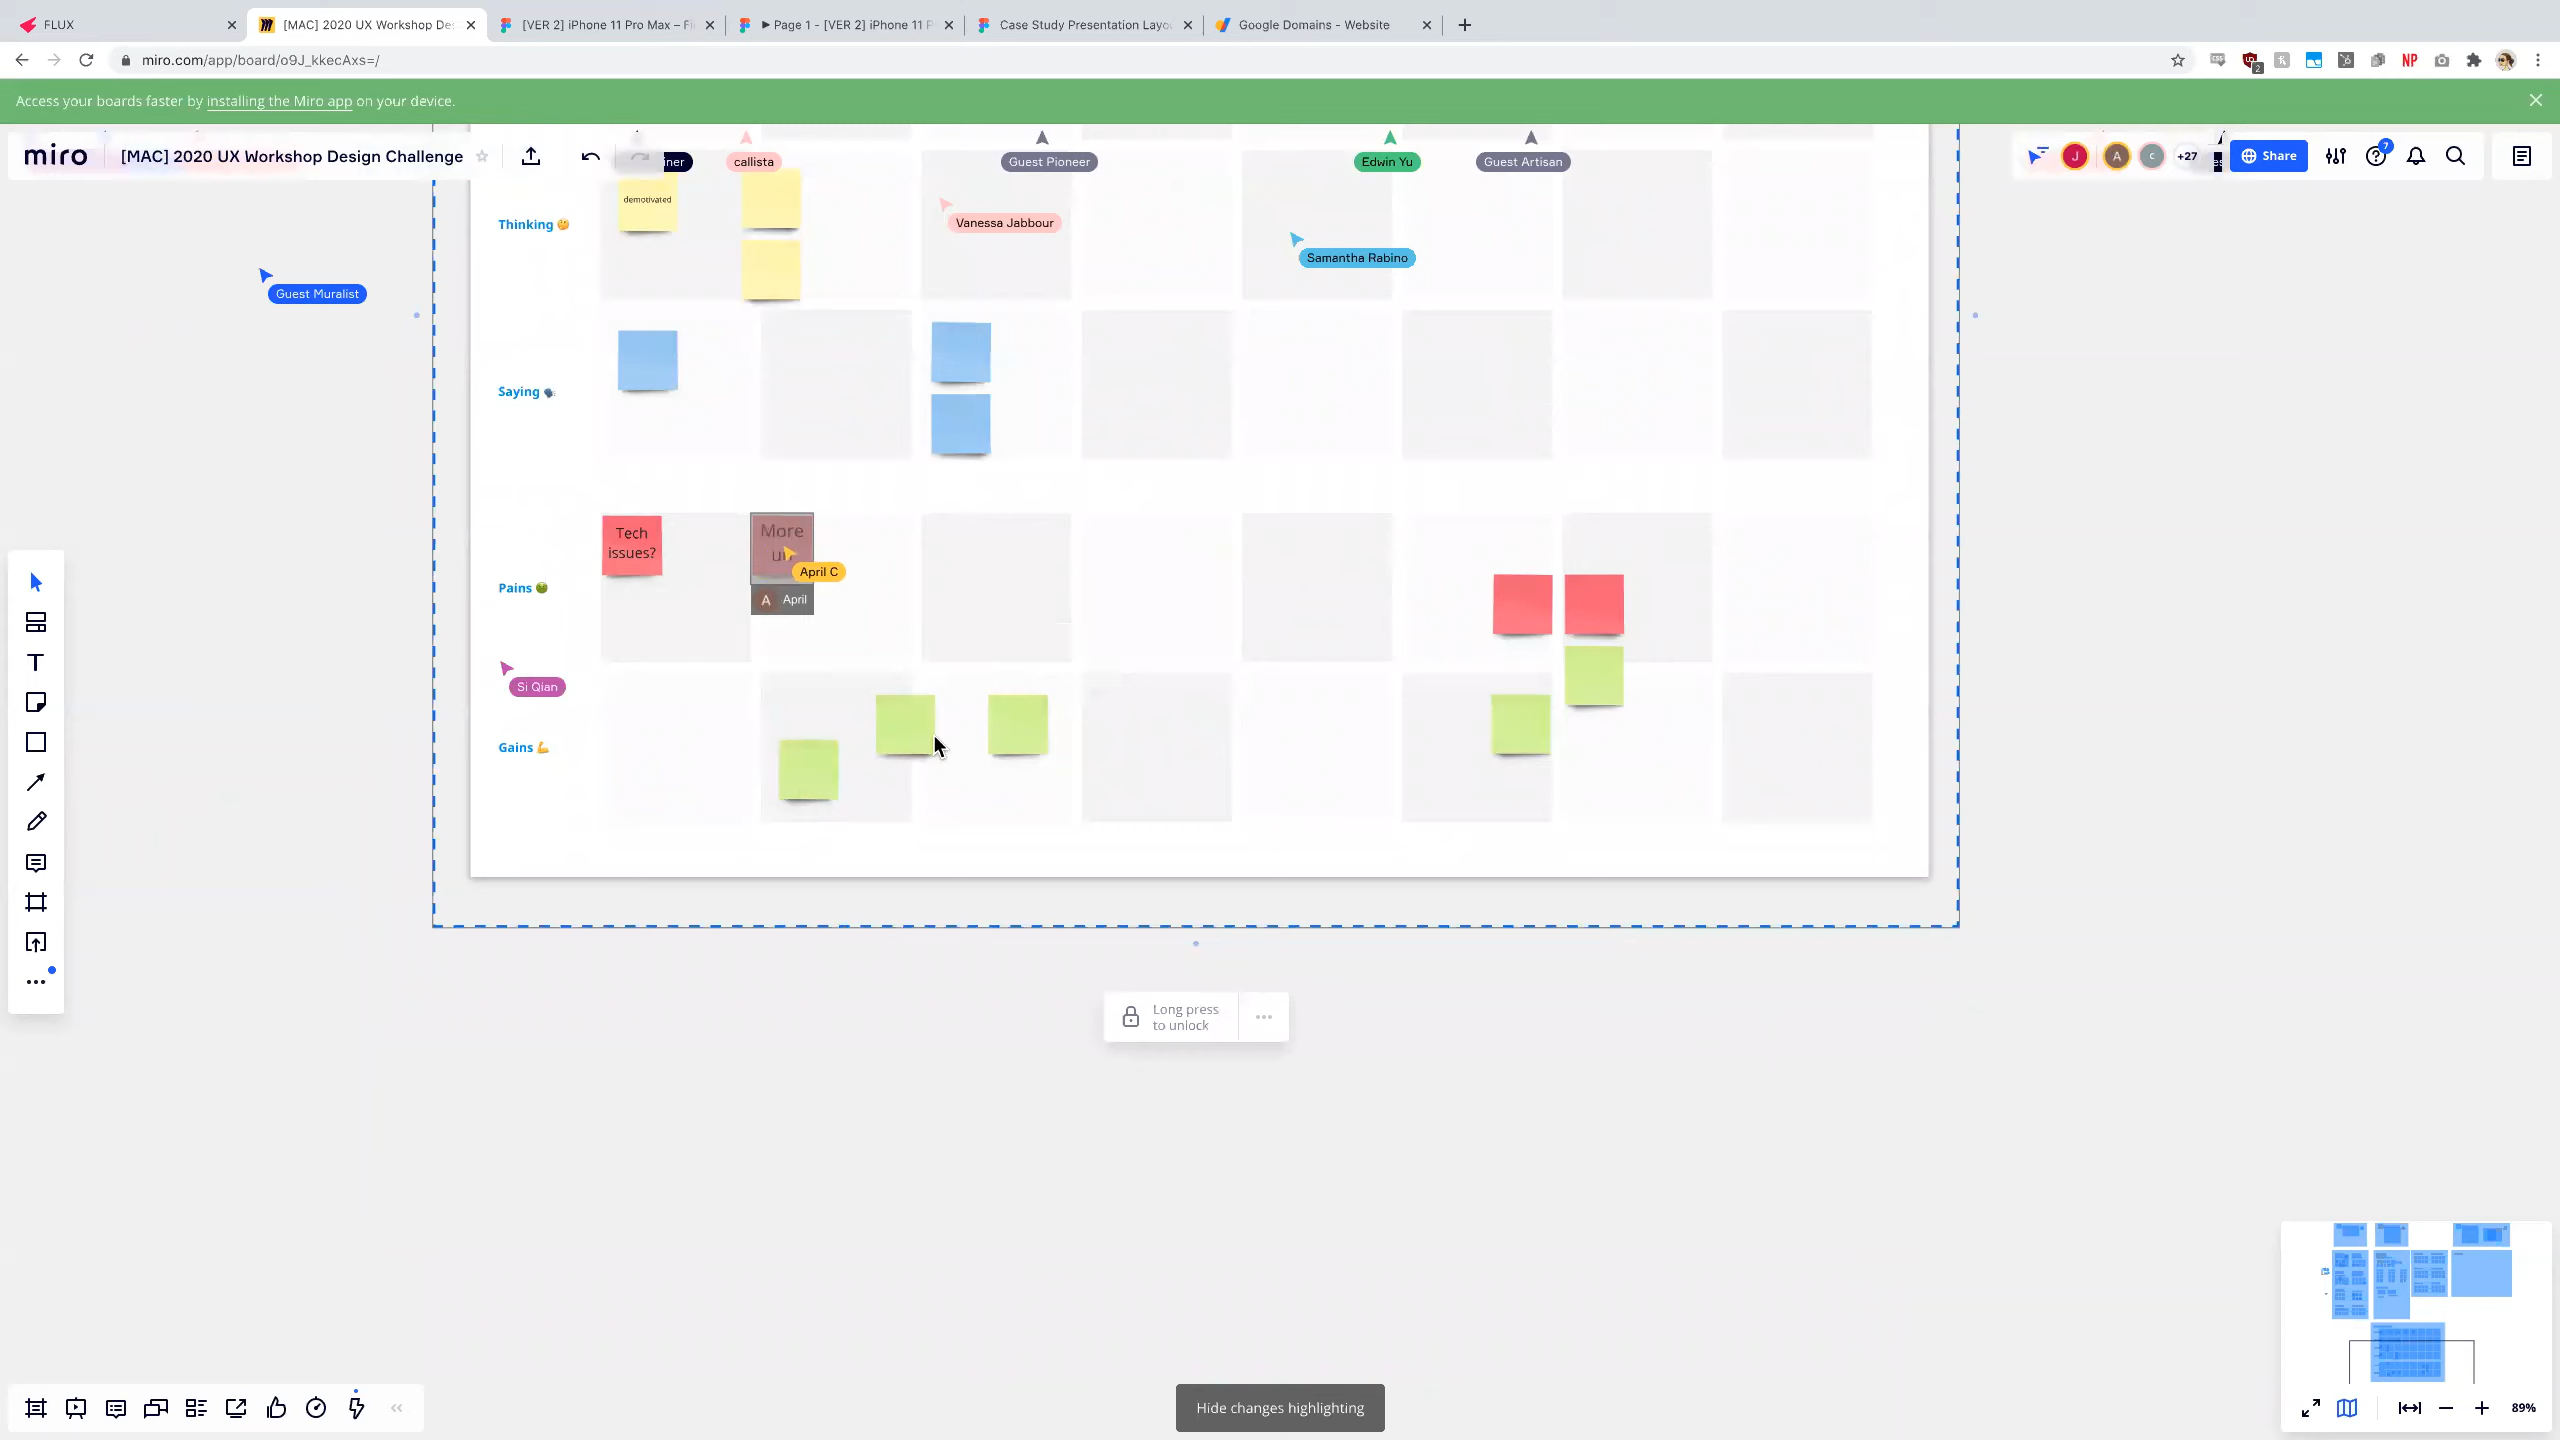 FLUX
[MAC] 2020 UX Workshop De
[VER 2] iPhone 11 Pro Max – Fi
Page 1 - [VER 2] iPhone 11 P
Case Study Presentation Layo
Google Domains - Website
miro.com/app/board/o9J_kkecAxs=/
2
NP
Access your boards faster by installing the Miro app on your device.
miro
[MAC] 2020 UX Workshop Design Challenge
iner
callista
Guest Pioneer
Edwin Yu
Guest Artisan
J
A
c
+27
Share
7
Thinking
demotivated
Vanessa Jabbour
Samantha Rabino
Guest Muralist
Saying
Tech
issues?
More
April C
A April
Pains
Si Qian
Gains
Long press
to unlock
Hide changes highlighting
89%